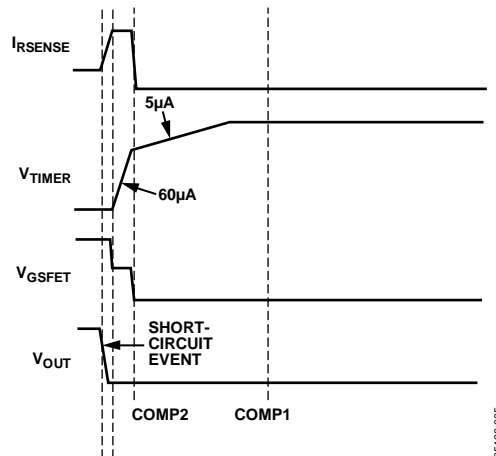 IRSENSE
5µA
VTIMER
60µA
VGSFET
SHORT-
CIRCUIT
EVENT
VOUT
COMP2
COMP1